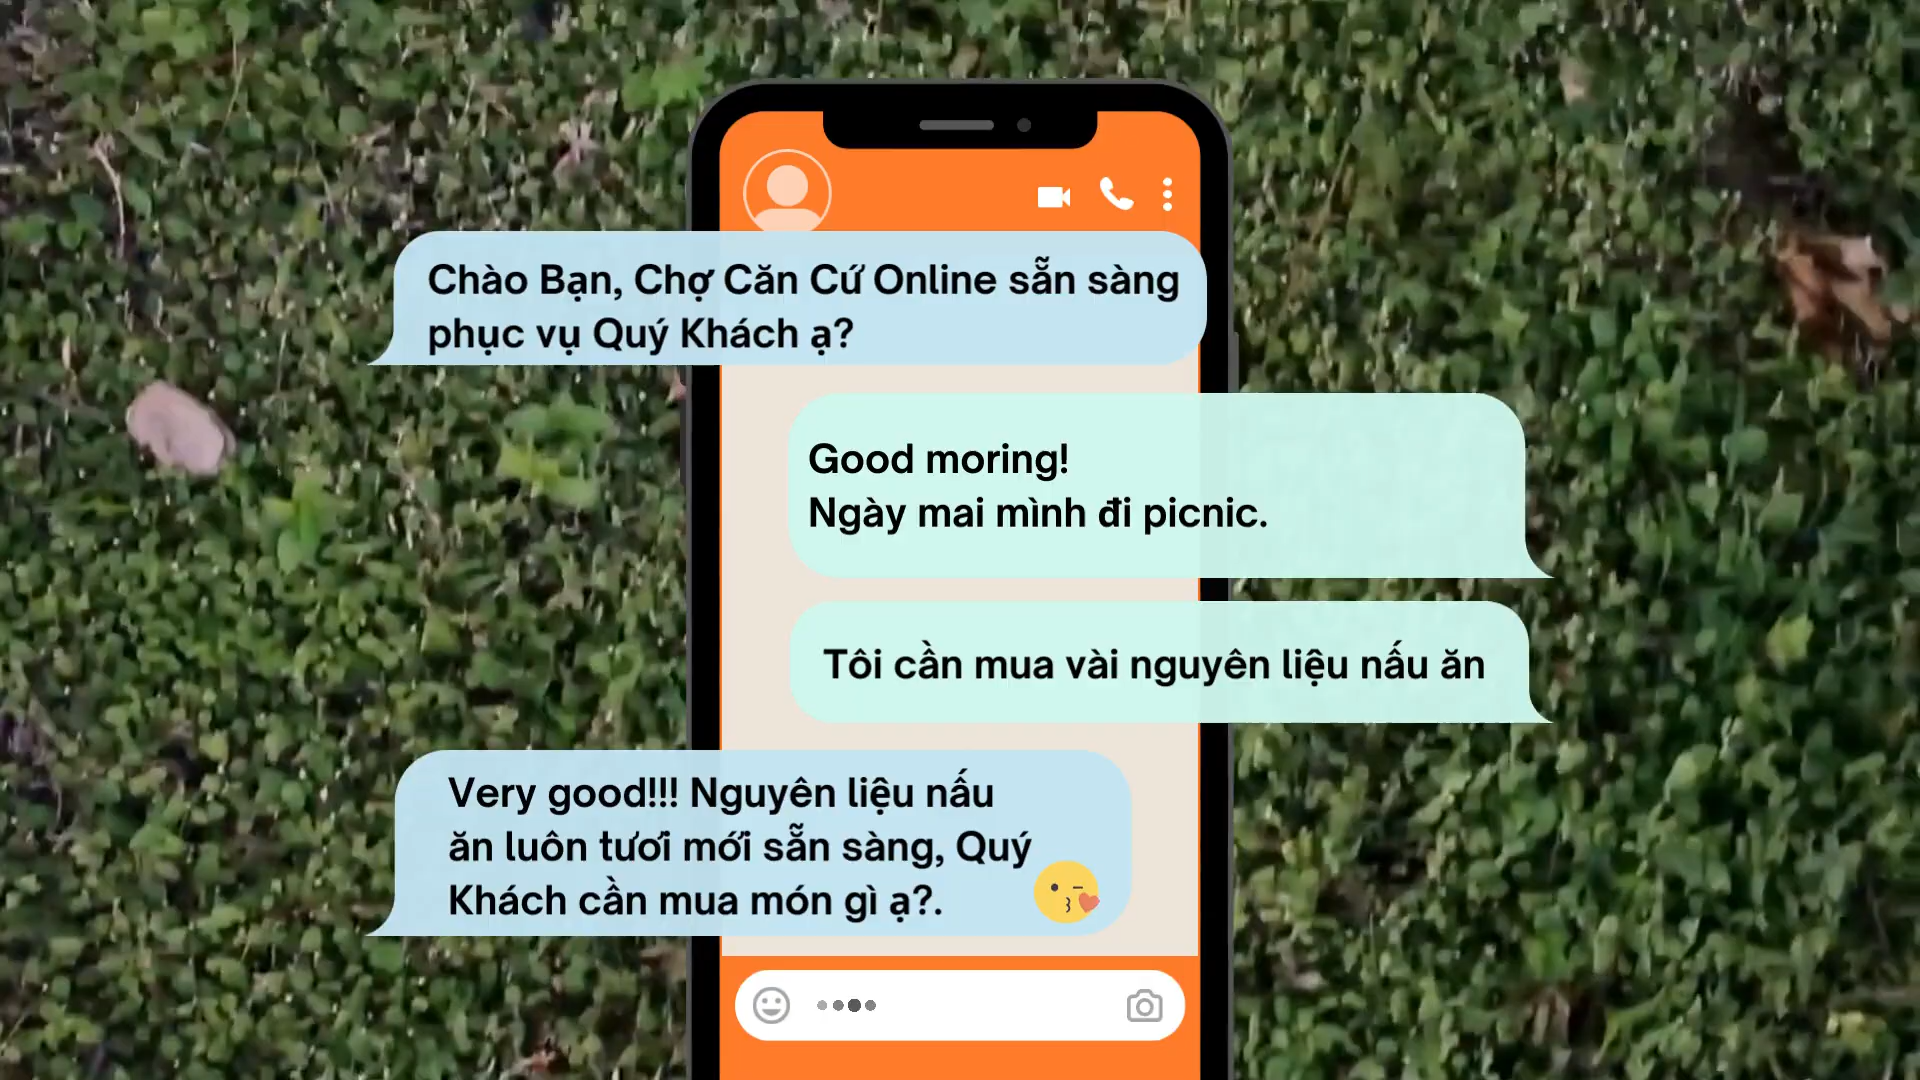 Chào Bạn, Chợ Căn Cứ Online sẵn sàng
phục vụ Quý Khách ạ?
Good moring!
Ngày mai mình đi picnic.
Tôi cần mua vài nguyên liệu nấu ăn
Very good!!! Nguyên liệu nấu
ăn luôn tươi mới sẵn sàng, Quý
Khách cần mua món gì ạ?.